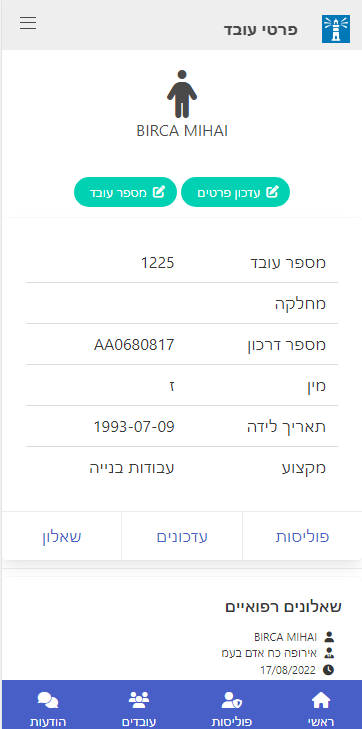 פרטי עובד
BIRCA MIHAI
עדכון פרטים מספר עובד
מספר עובד 1225
מחלקה
מספר דרכון AA0680817
מין ז
תאריך לידה 1993-07-09
מקצוע עבודות בנייה
פוליסות עדכונים שאלון
שאלונים רפואיים
BIRCA MIHAI
אירופה כח אדם בעמ
17/08/2022
ראשי פוליסות עובדים הודעות